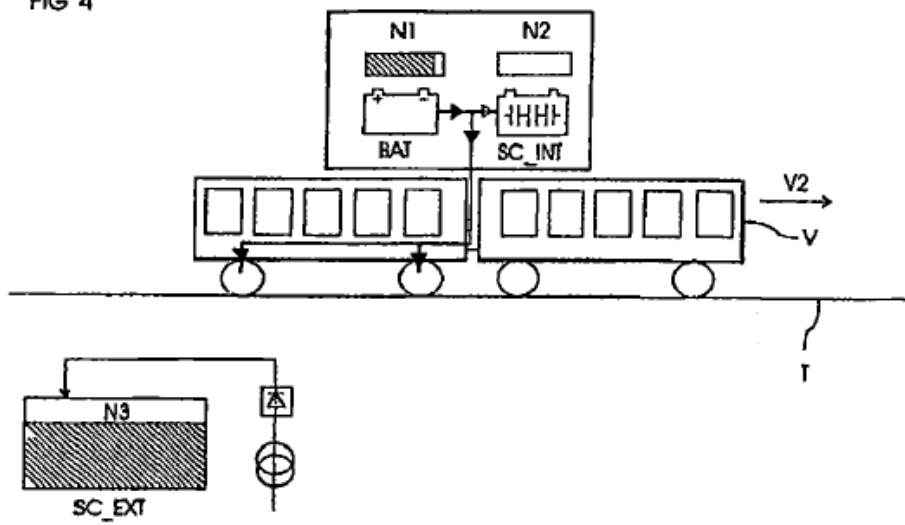 FIG 4
N1 N2
+ -
BAT SC_INT
V2
V
T
N3
SC_EXT